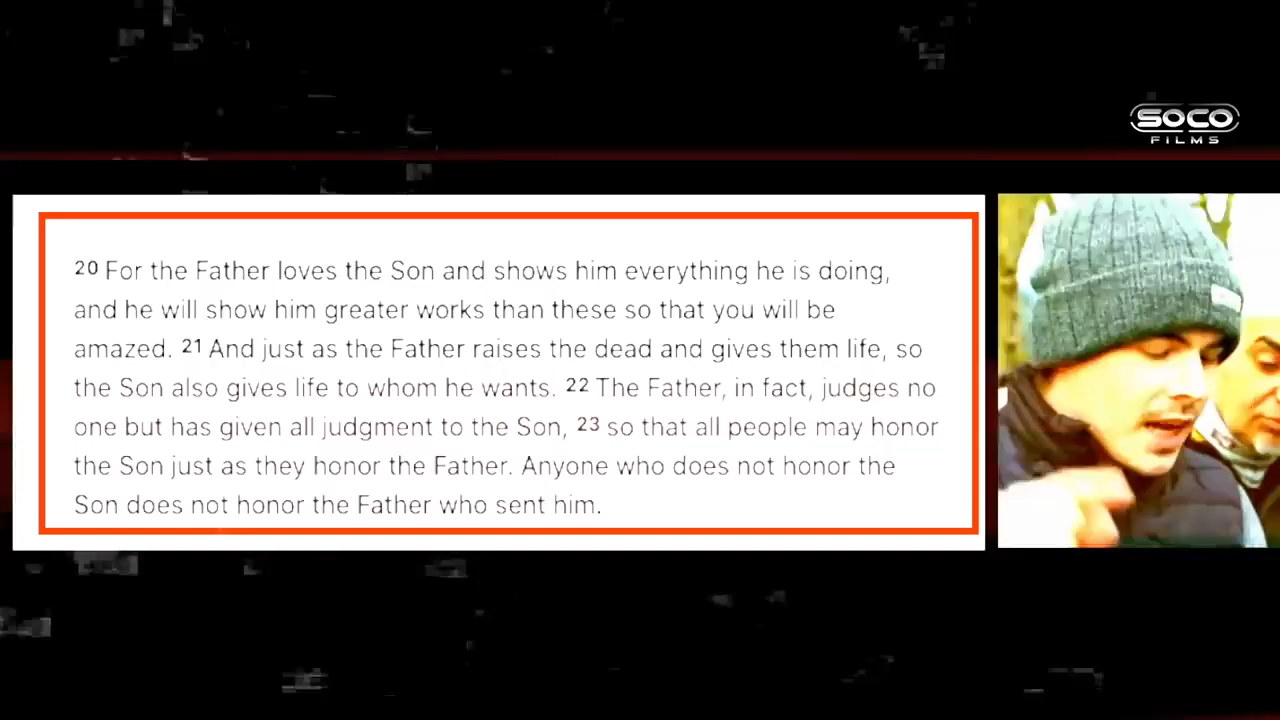 SOCO
FILMS
20 For the Father loves the Son and shows him everything he is doing,
and he will show him greater works than these so that you will be
amazed. 21 And just as the Father raises the dead and gives them life, so
the Son also gives life to whom he wants. 22 The Father, in fact, judges no
one but has given all judgment to the Son, 23 so that all people may honor
the Son just as they honor the Father. Anyone who does not honor the
Son does not honor the Father who sent him.